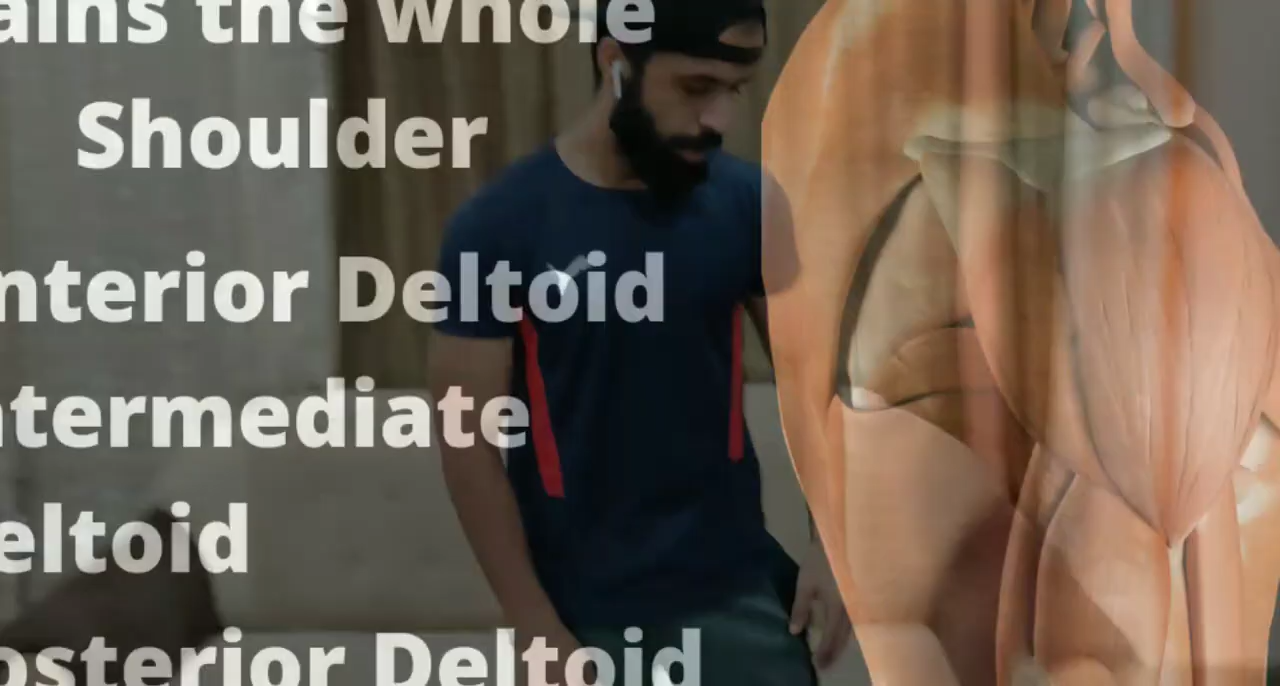 ains the whole
Shoulder
nterior Deltoid
ntermediate
eltoid
osterior Deltoid